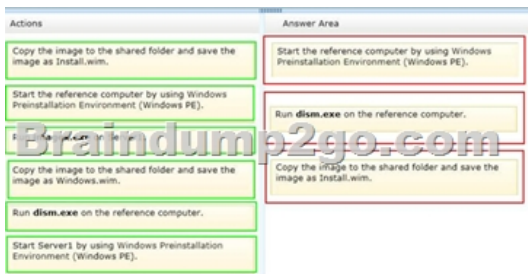 Actions
Answer Area
Copy the image to the shared folder and save the
image as Install.wim.
Start the reference computer by using Windows
Preinstallation Environment (Windows PE).
Start the reference computer by using Windows
Preinstallation Environment (Windows PE).
Run dism.exe on the reference computer.
Braindump2go.com
Copy the image to the shared folder and save the
image as Windows.wim.
Copy the image to the shared folder and save the
image as Install.wim.
Run dism.exe on the reference computer.
Start Server1 by using Windows Preinstallation
Environment (Windows PE).